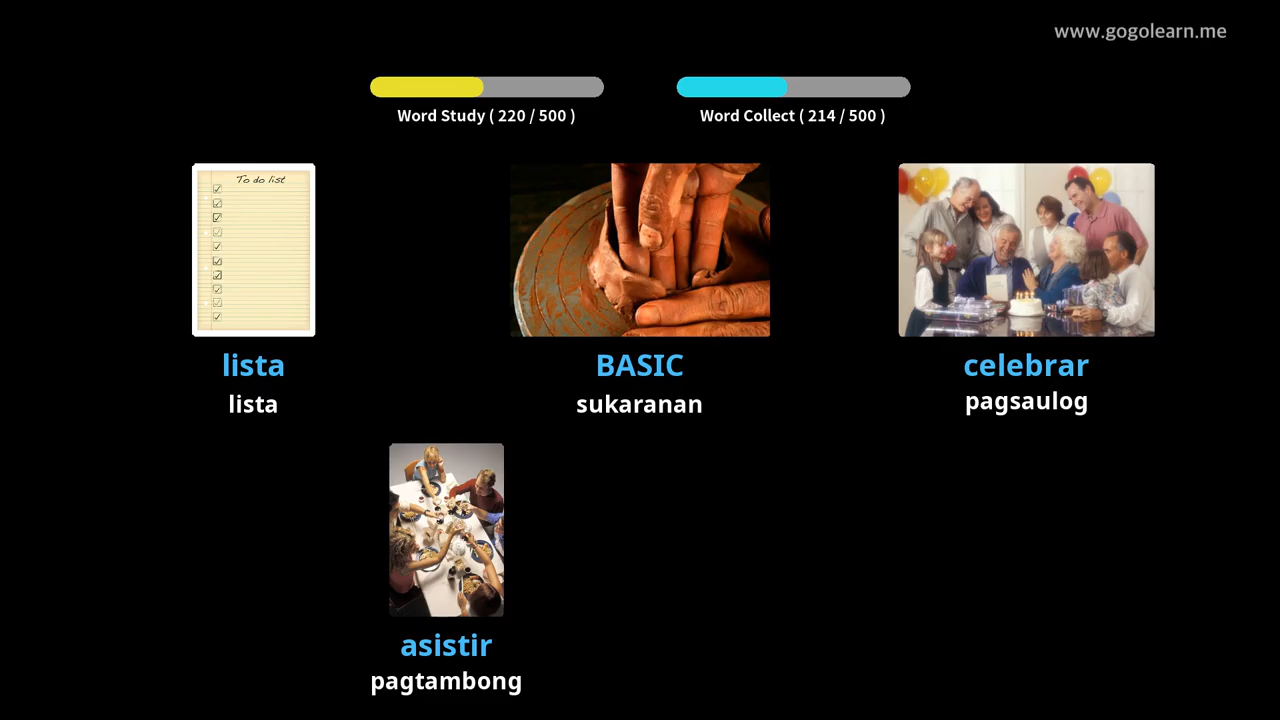 www.gogolearn.me
Word Study ( 220 / 500 )
Word Collect ( 214 / 500 )
To do list
lista
lista
BASIC
sukaranan
celebrar
pagsaulog
asistir
pagtambong